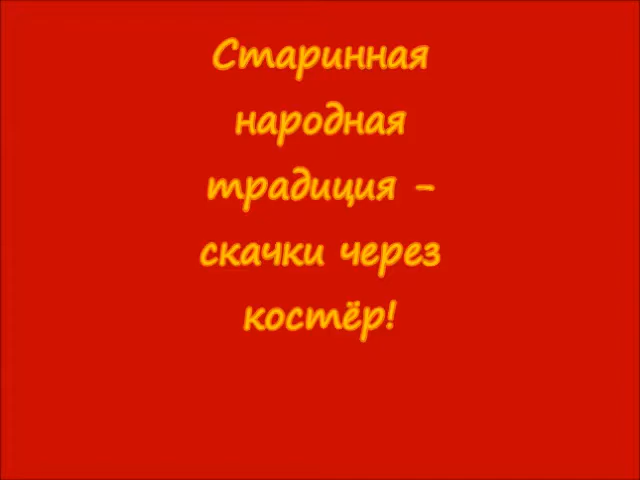 Старинная
народная
традиция -
скачки через
костёр!